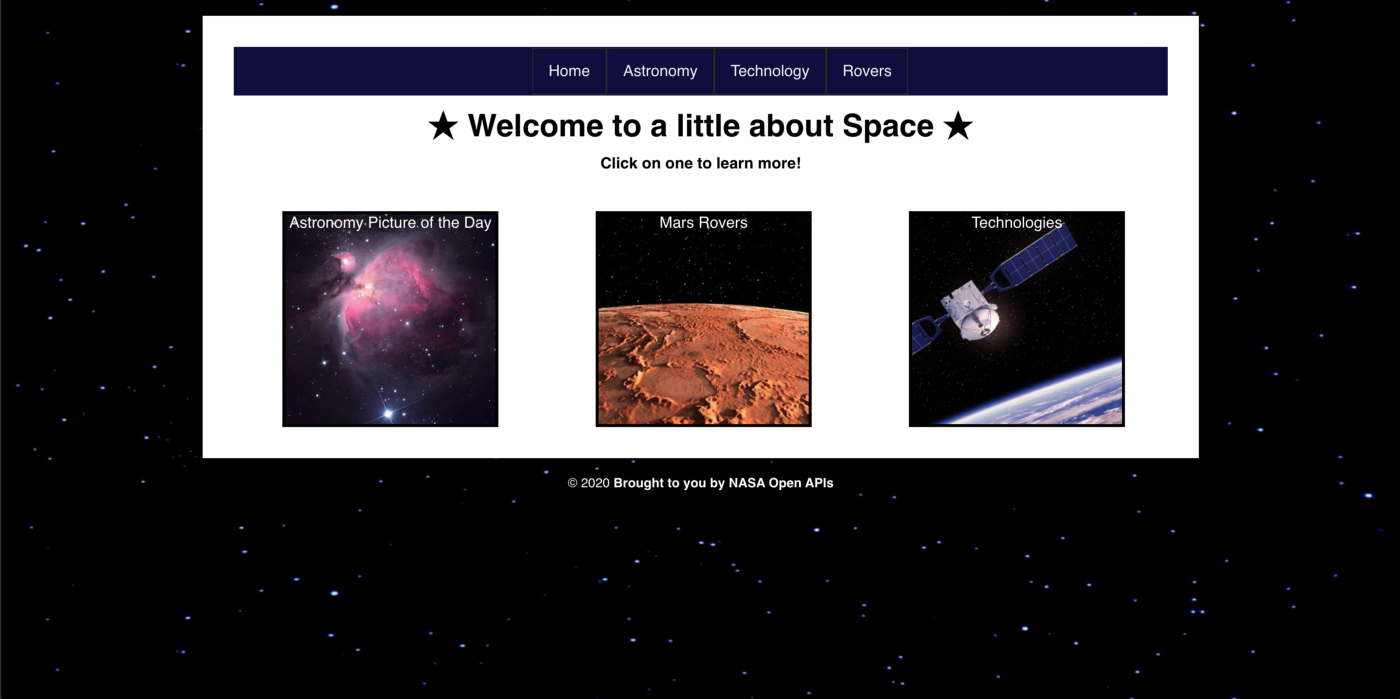 Home Astronomy Technology Rovers
★ Welcome to a little about Space ★
Click on one to learn more!
Astronomy Picture of the Day
Mars Rovers
Technologies
© 2020 Brought to you by NASA Open APIs